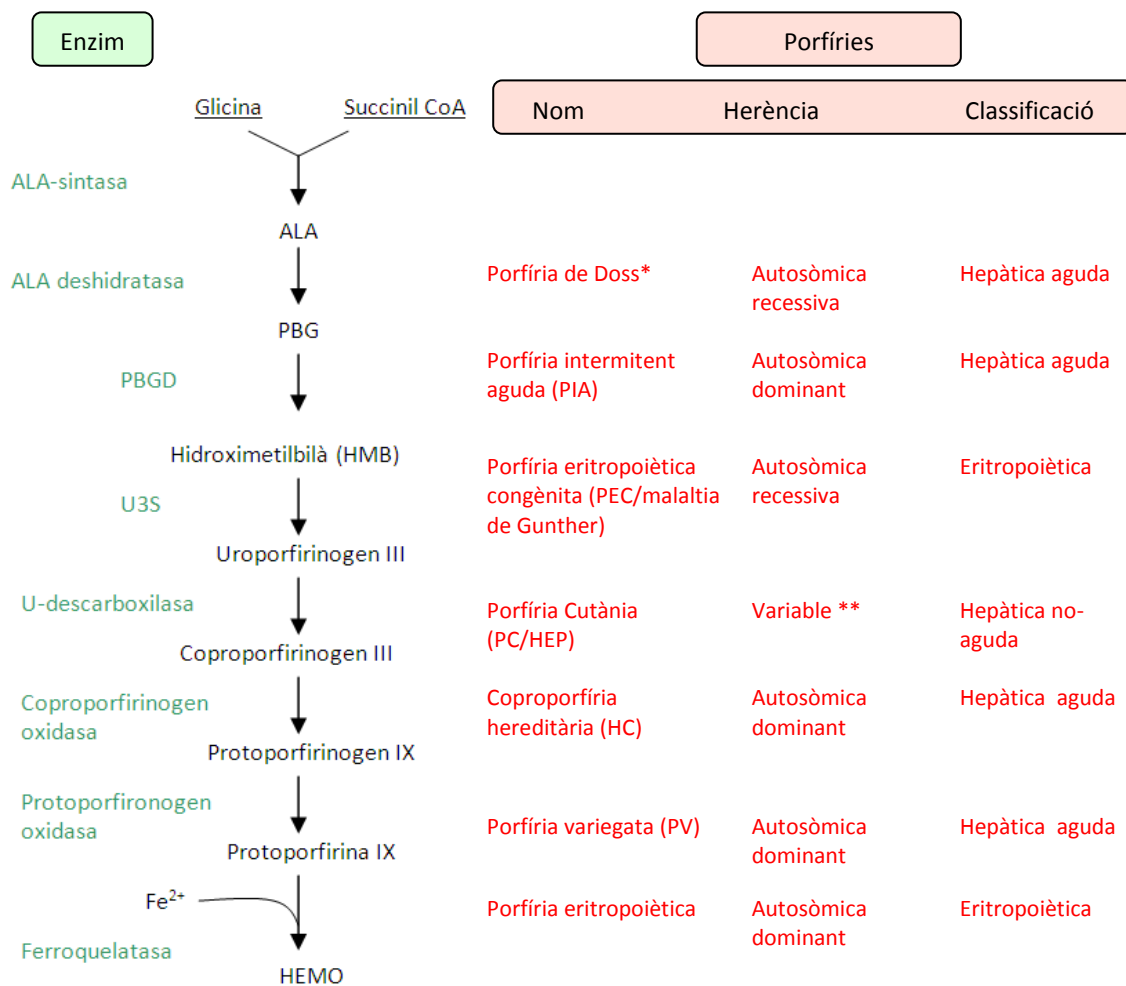 Enzim
Porfíries
Glicina
Succinil CoA
Nom
Herència
Classificació
ALA-sintasa
ALA
ALA deshidratasa
Porfíria de Doss*
Autosòmica
recessiva
Hepàtica aguda
PBG
PBGD
Porfíria intermitent
aguda (PIA)
Autosòmica
dominant
Hepàtica aguda
Hidroximetilbilà (HMB)
U3S
Porfíria eritropoiètica
congènita (PEC/malaltia
de Gunther)
Autosòmica
recessiva
Eritropoiètica
Uroporfirinogen III
U-descarboxilasa
Porfíria Cutània
(PC/HEP)
Variable **
Hepàtica no-
aguda
Coproporfirinogen III
Coproporfirinogen
oxidasa
Coproporfíria
hereditària (HC)
Autosòmica
dominant
Hepàtica aguda
Protoporfirinogen IX
Protoporfironogen
oxidasa
Porfíria variegata (PV)
Autosòmica
dominant
Hepàtica aguda
Protoporfirina IX
Fe²⁺
Porfíria eritropoiètica
Autosòmica
dominant
Eritropoiètica
Ferroquelatasa
HEMO